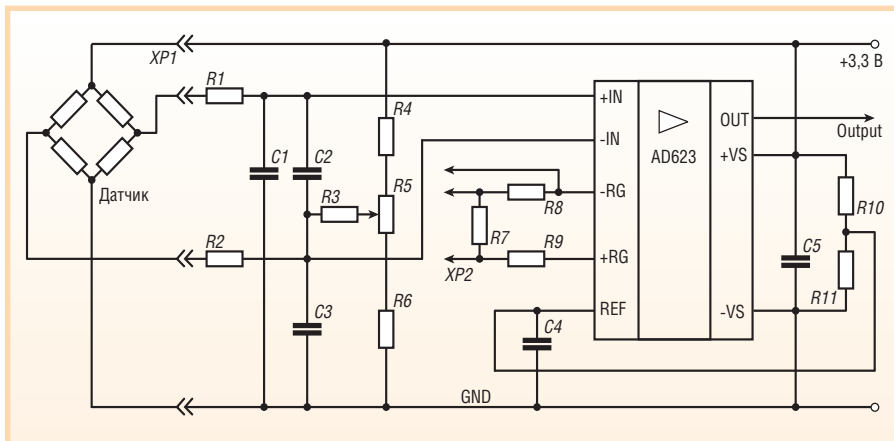 XP1
+3,3 В
R1
+IN
R4
OUT
Output
C1
C2
-IN
AD623
+VS
Датчик
R3
R5
R8
-RG
R10
R2
R7
R9
+RG
C5
XP2
R11
C3
R6
C4
REF
-VS
GND